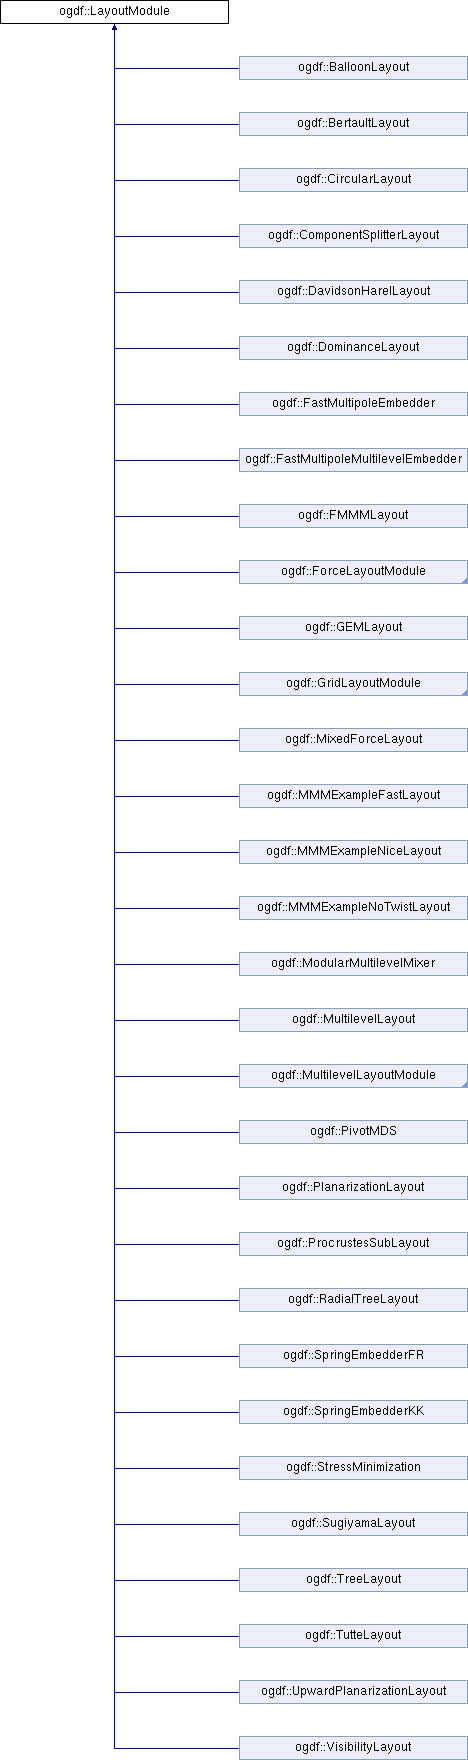 ogdf::LayoutModule
ogdf::BalloonLayout
ogdf::BertaultLayout
ogdf::CircularLayout
ogdf::ComponentSplitterLayout
ogdf::DavidsonHarelLayout
ogdf::DominanceLayout
ogdf::FastMultipoleEmbedder
ogdf::FastMultipoleMultilevelEmbedder
ogdf::FMMMLayout
ogdf::ForceLayoutModule
ogdf::GEMLayout
ogdf::GridLayoutModule
ogdf::MixedForceLayout
ogdf::MMMExampleFastLayout
ogdf::MMMExampleNiceLayout
ogdf::MMMExampleNoTwistLayout
ogdf::ModularMultilevelMixer
ogdf::MultilevelLayout
ogdf::MultilevelLayoutModule
ogdf::PivotMDS
ogdf::PlanarizationLayout
ogdf::ProcrustesSubLayout
ogdf::RadialTreeLayout
ogdf::SpringEmbedderFR
ogdf::SpringEmbedderKK
ogdf::StressMinimization
ogdf::SugiyamaLayout
ogdf::TreeLayout
ogdf::TutteLayout
ogdf::UpwardPlanarizationLayout
ogdf::VisibilityLayout